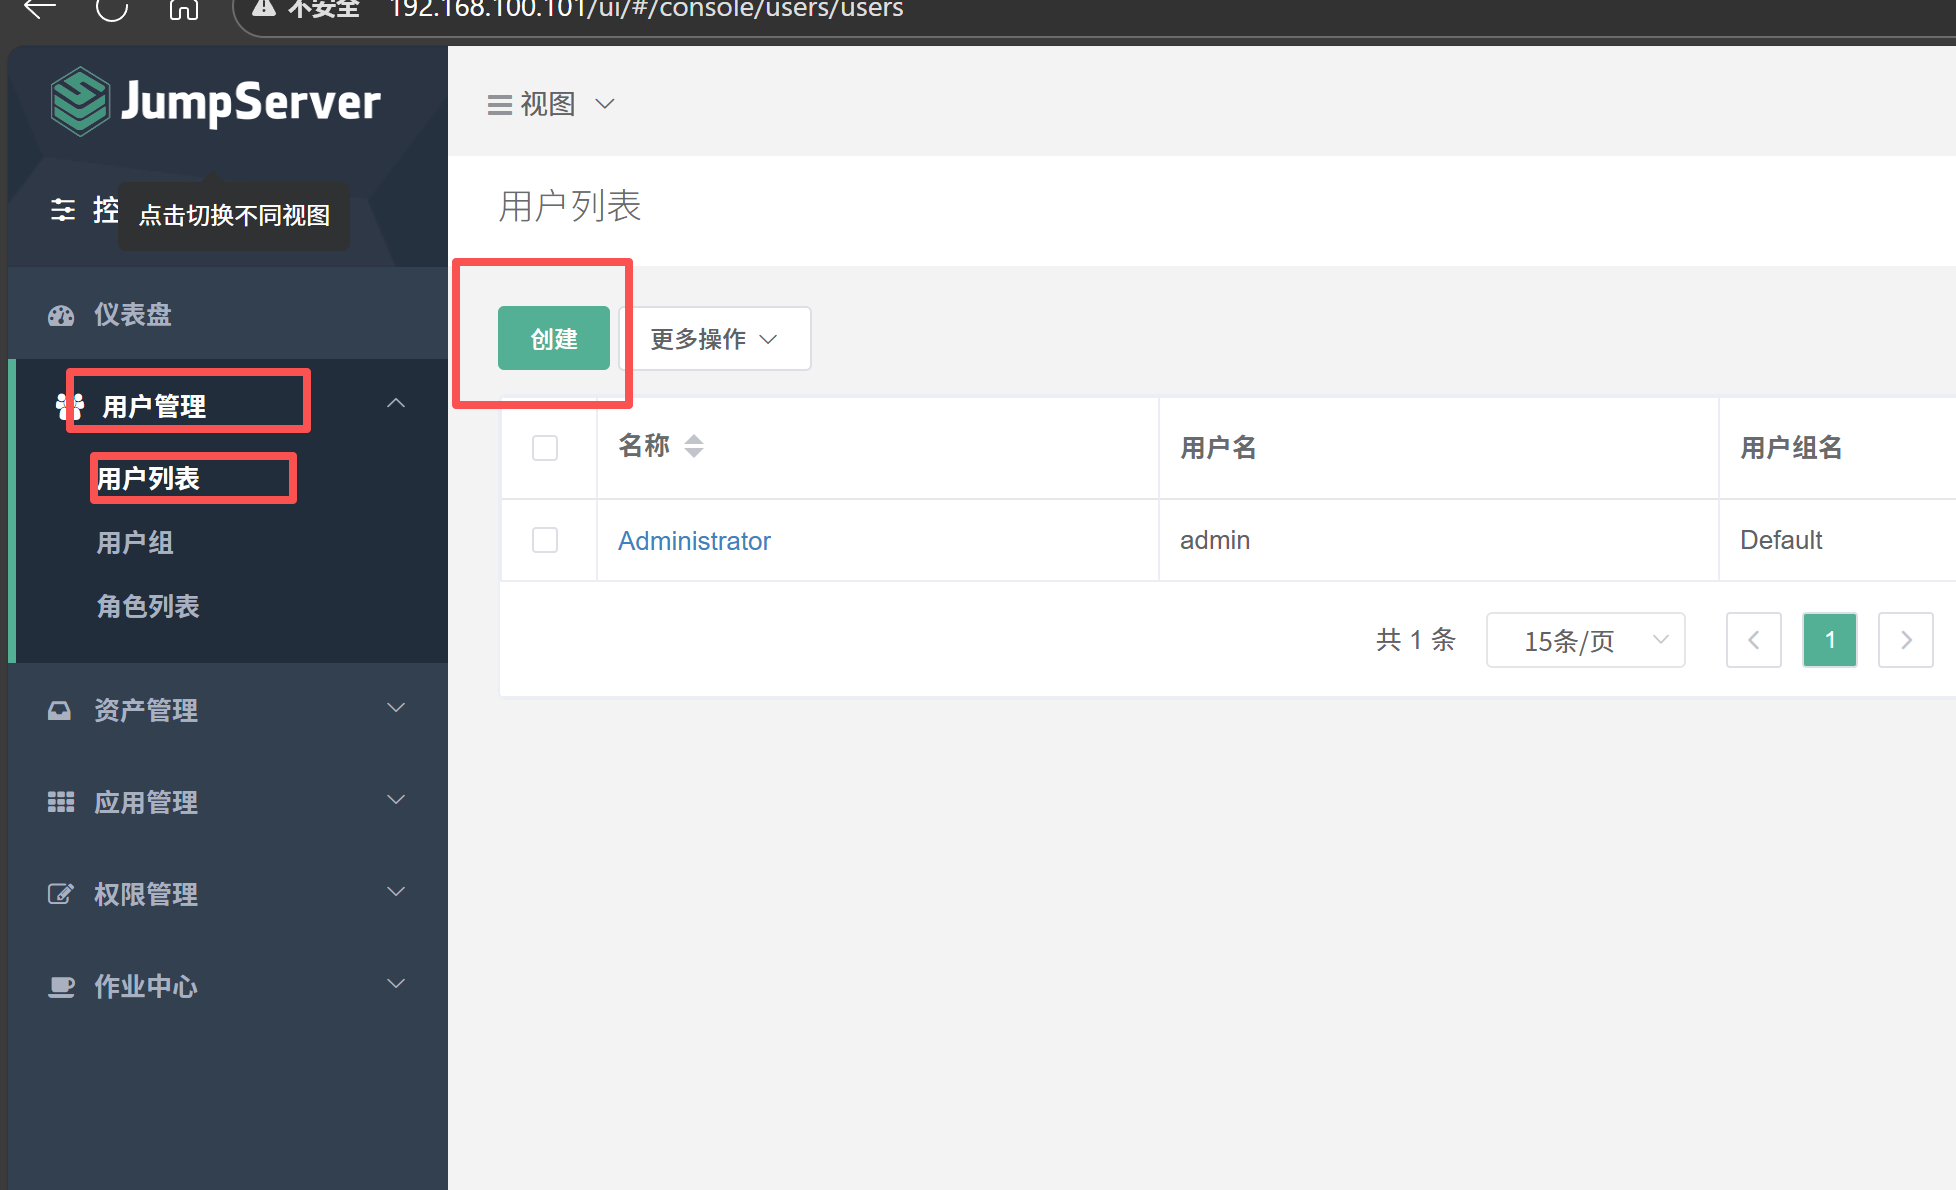 不安全 192.168.100.101/ui/#/console/users/users
JumpServer
视图
控
点击切换不同视图
用户列表
仪表盘
创建
更多操作
用户管理
用户列表
用户组
角色列表
名称
用户名
用户组名
Administrator
admin
Default
共 1 条
15条/页
1
资产管理
应用管理
权限管理
作业中心